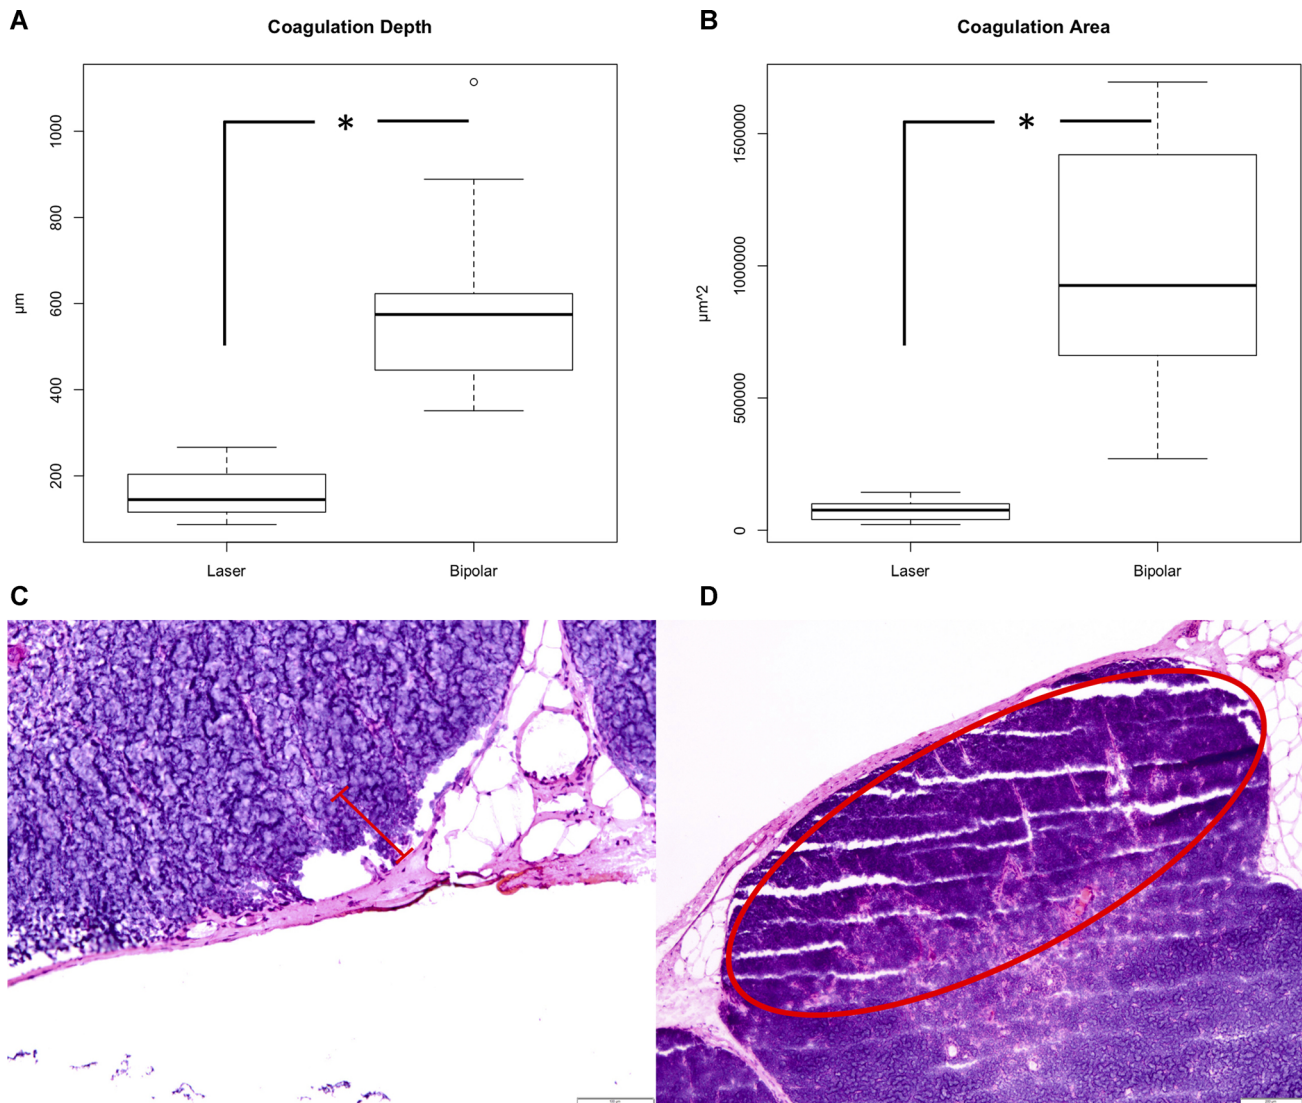 A
Coagulation Depth
µm
200
400
600
800
1000
*
Laser
Bipolar
B
Coagulation Area
µm^2
0
500000
1000000
1500000
*
Laser
Bipolar
C
D